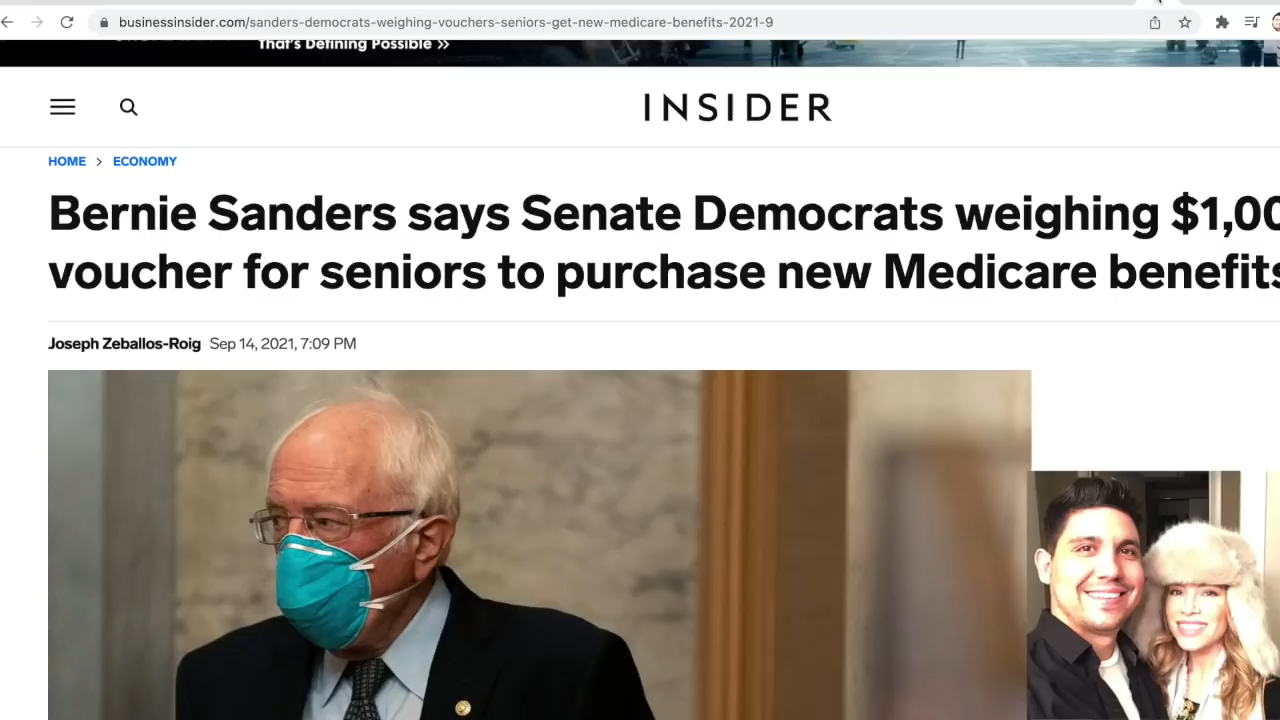 businessinsider.com/sanders-democrats-weighing-vouchers-seniors-get-new-medicare-benefits-2021-9
That's Defining Possible >>
INSIDER
HOME > ECONOMY
Bernie Sanders says Senate Democrats weighing $1,00
voucher for seniors to purchase new Medicare benefits
Joseph Zeballos-Roig Sep 14, 2021, 7:09 PM